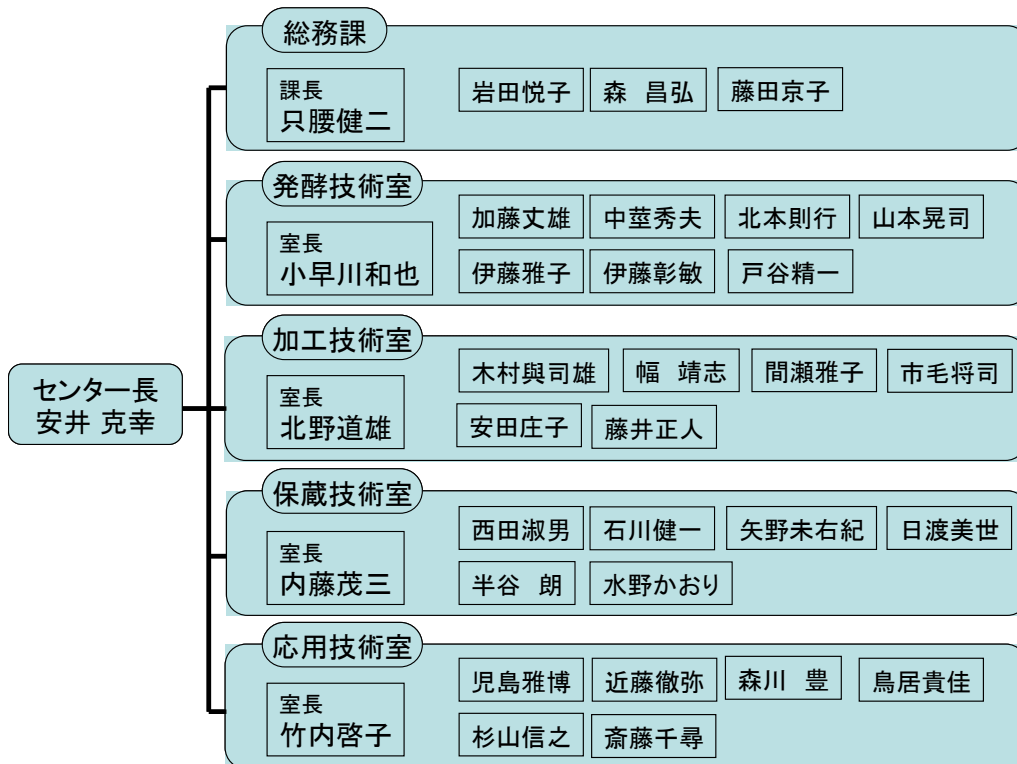 総務課
課長
只腰健二
岩田悦子
森　昌弘
藤田京子
発酵技術室
室長
小早川和也
加藤丈雄
中莖秀夫
北本則行
山本晃司
伊藤雅子
伊藤彰敏
戸谷精一
センター長
安井 克幸
加工技術室
室長
北野道雄
木村與司雄
幅　靖志
間瀬雅子
市毛将司
安田庄子
藤井正人
保蔵技術室
室長
内藤茂三
西田淑男
石川健一
矢野未右紀
日渡美世
半谷　朗
水野かおり
応用技術室
室長
竹内啓子
児島雅博
近藤徹弥
森川　豊
鳥居貴佳
杉山信之
斎藤千尋